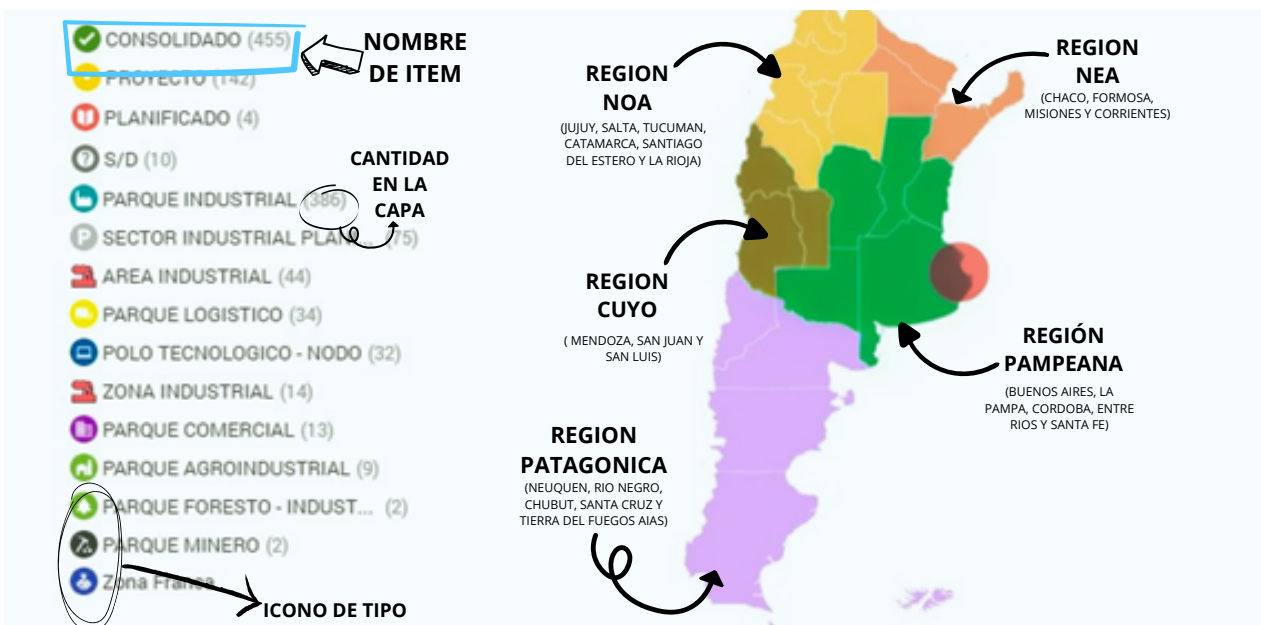 CONSOLIDADO (455)
PROYECTO (142)
PLANIFICADO (4)
S/D (10)
PARQUE INDUSTRIAL (386)
SECTOR INDUSTRIAL PLANI... (75)
AREA INDUSTRIAL (44)
PARQUE LOGISTICO (34)
POLO TECNOLOGICO - NODO (32)
ZONA INDUSTRIAL (14)
PARQUE COMERCIAL (13)
PARQUE AGROINDUSTRIAL (9)
PARQUE FORESTO - INDUST... (2)
PARQUE MINERO (2)
Zona Franca
NOMBRE
DE ITEM
CANTIDAD
EN LA
CAPA
ICONO DE TIPO
REGION
NOA
(JUJUY, SALTA, TUCUMAN,
CATAMARCA, SANTIAGO
DEL ESTERO Y LA RIOJA)
REGION
NEA
(CHACO, FORMOSA,
MISIONES Y CORRIENTES)
REGION
CUYO
( MENDOZA, SAN JUAN Y
SAN LUIS)
REGIÓN
PAMPEANA
(BUENOS AIRES, LA
PAMPA, CORDOBA, ENTRE
RIOS Y SANTA FE)
REGION
PATAGONICA
(NEUQUEN, RIO NEGRO,
CHUBUT, SANTA CRUZ Y
TIERRA DEL FUEGOS AIAS)